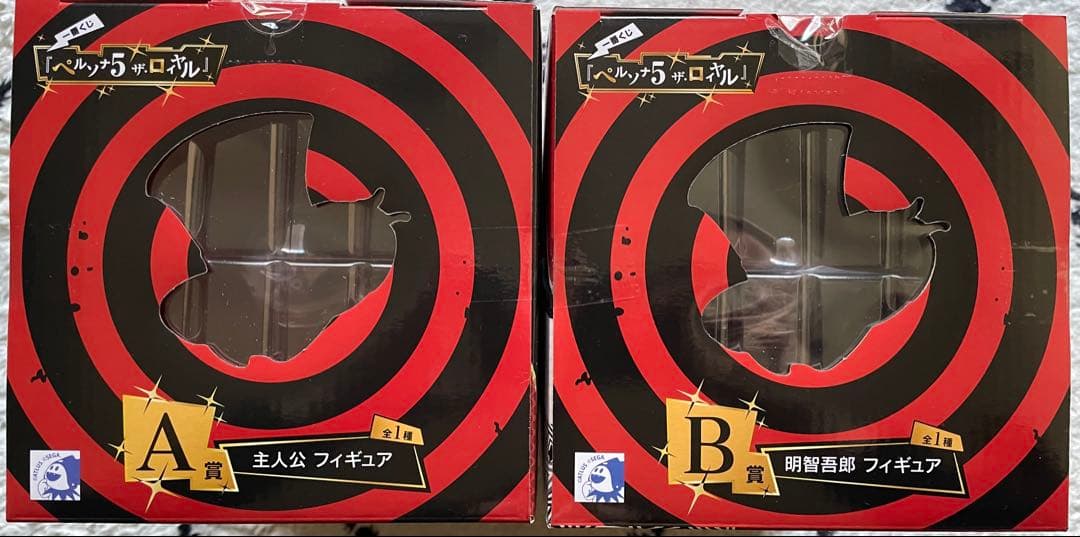 一番くじ
『ペルソナ5 ザ・ロイヤル』
A賞
主人公 フィギュア
全1種
©ATLUS ©SEGA
一番くじ
『ペルソナ5 ザ・ロイヤル』
B賞
明智吾郎 フィギュア
全1種
©ATLUS ©SEGA